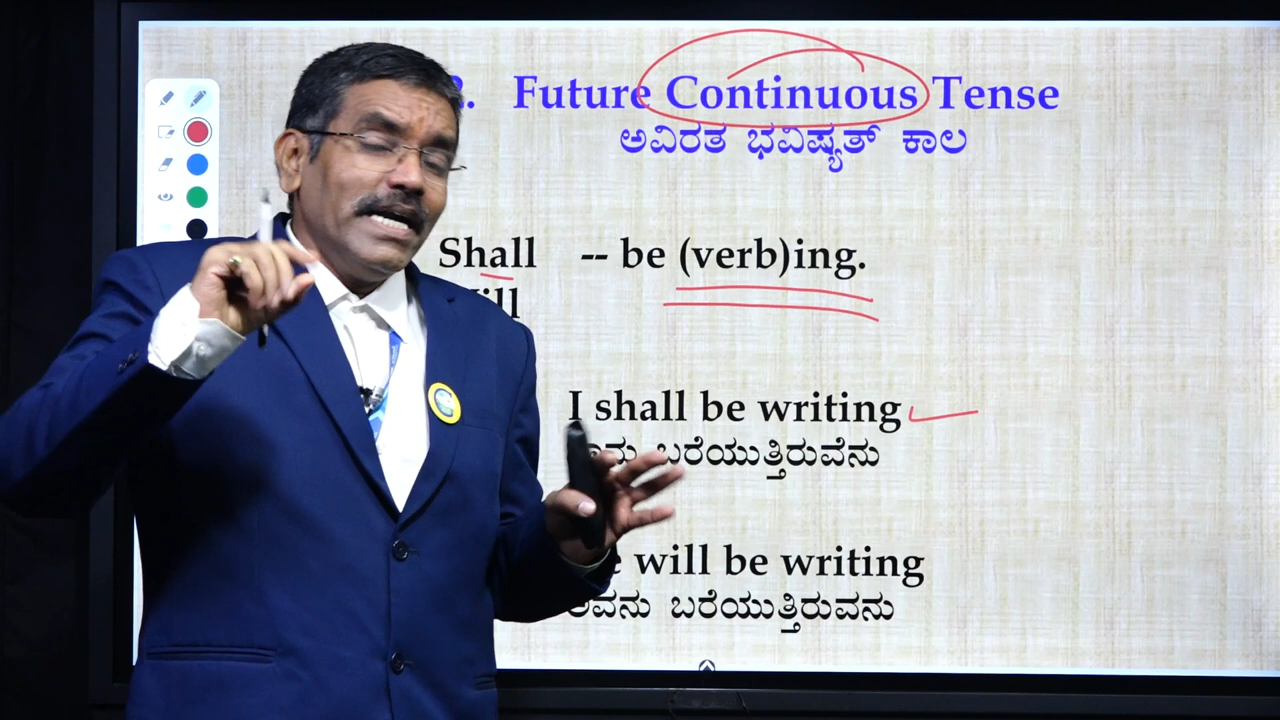 Future Continuous Tense
ಅವಿರತ ಭವಿಷ್ಯತ್ ಕಾಲ
Shall -- be (verb)ing.
I shall be writing
ಬರೆಯುತ್ತಿರುವೆನು
will be writing
ಅವನು ಬರೆಯುತ್ತಿರುವನು